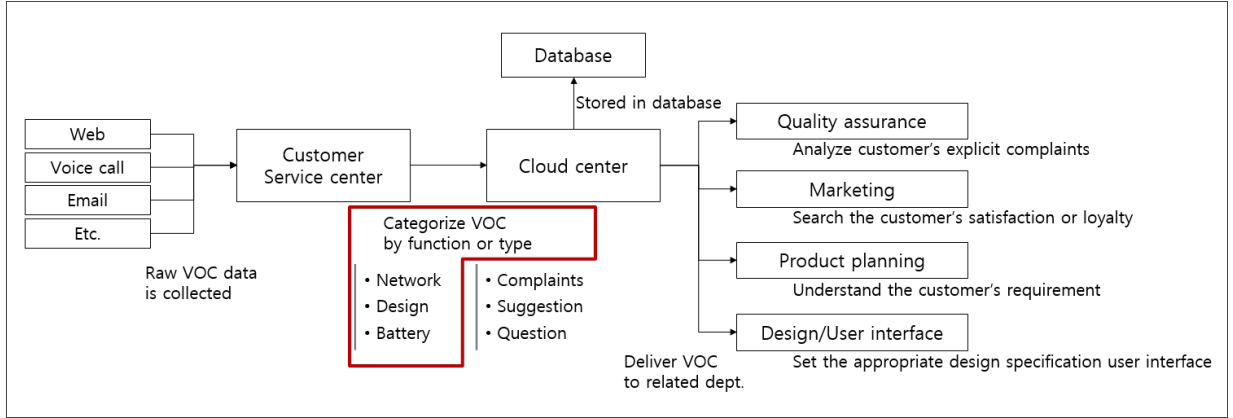 Database
Stored in database
Web
Voice call
Email
Etc.
Raw VOC data
is collected
Customer
Service center
Categorize VOC
by function or type
• Network
• Design
• Battery
• Complaints
• Suggestion
• Question
Cloud center
Deliver VOC
to related dept.
Quality assurance
Analyze customer's explicit complaints
Marketing
Search the customer's satisfaction or loyalty
Product planning
Understand the customer's requirement
Design/User interface
Set the appropriate design specification user interface